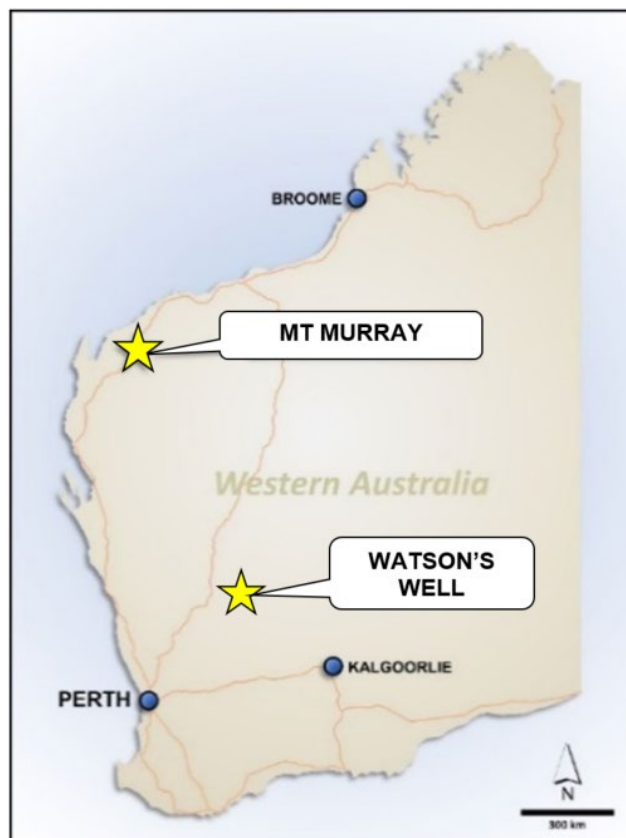 BROOME
MT MURRAY
Western Australia
WATSON'S
WELL
KALGOORLIE
PERTH
N
300 km